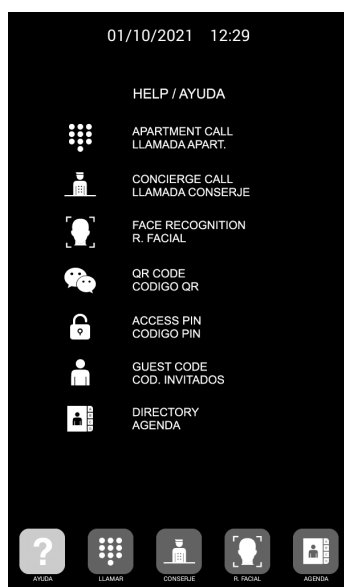 01/10/2021 12:29
HELP / AYUDA
APARTMENT CALL
LLAMADA APART.
CONCIERGE CALL
LLAMADA CONSERJE
FACE RECOGNITION
R. FACIAL
QR CODE
CODIGO QR
ACCESS PIN
CODIGO PIN
GUEST CODE
COD. INVITADOS
DIRECTORY
AGENDA
?
AYUDA LLAMAR CONSERJE R. FACIAL AGENDA